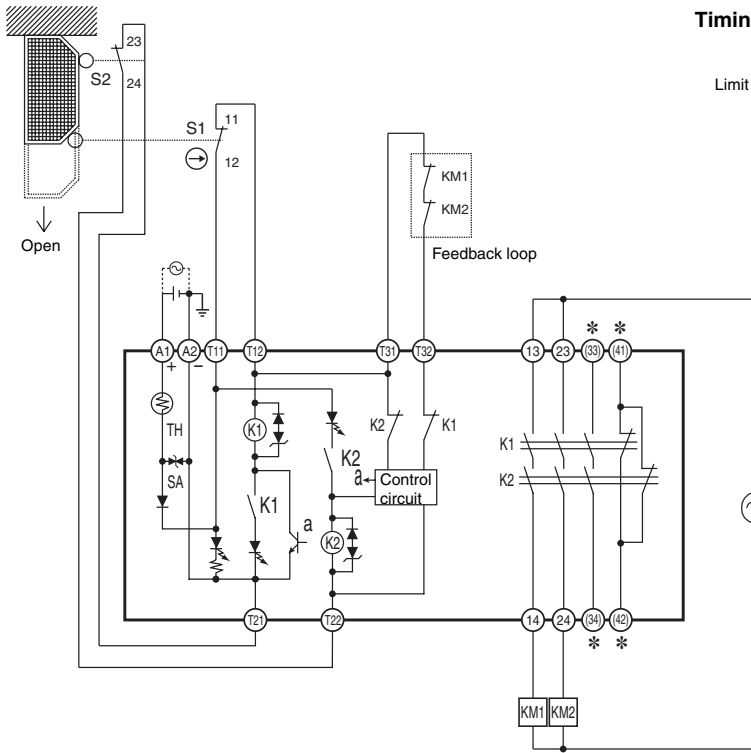 Timin
Limit
23
24
S2
S1
11
12
Open
KM1
KM2
Feedback loop
A1
A2
T11
T12
T31
T32
13
23
(33)
(41)
*
*
+
−
TH
SA
K1
K1
K2
K2
K2
K1
a
a
Control
circuit
K1
K2
T21
T22
14
24
(34)
(42)
*
*
KM1
KM2